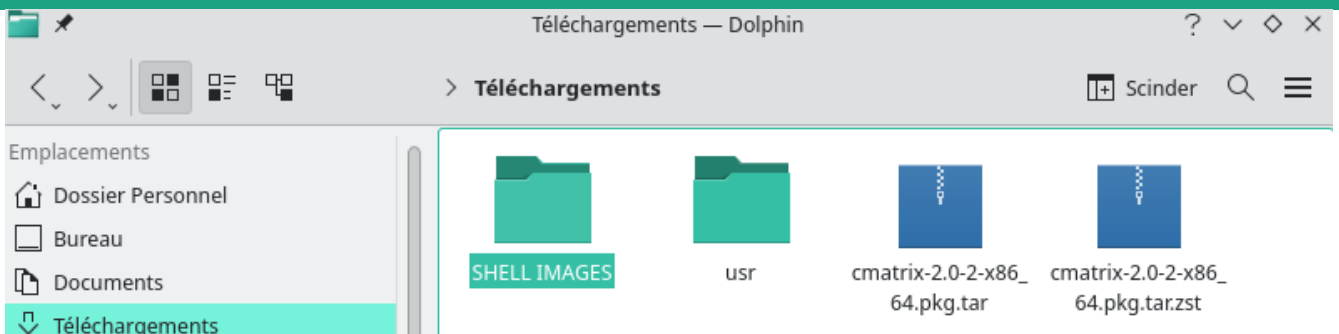 Téléchargements — Dolphin
Téléchargements
Scinder
Emplacements
Dossier Personnel
Bureau
Documents
Téléchargements
SHELL IMAGES
usr
cmatrix-2.0-2-x86_
64.pkg.tar
cmatrix-2.0-2-x86_
64.pkg.tar.zst